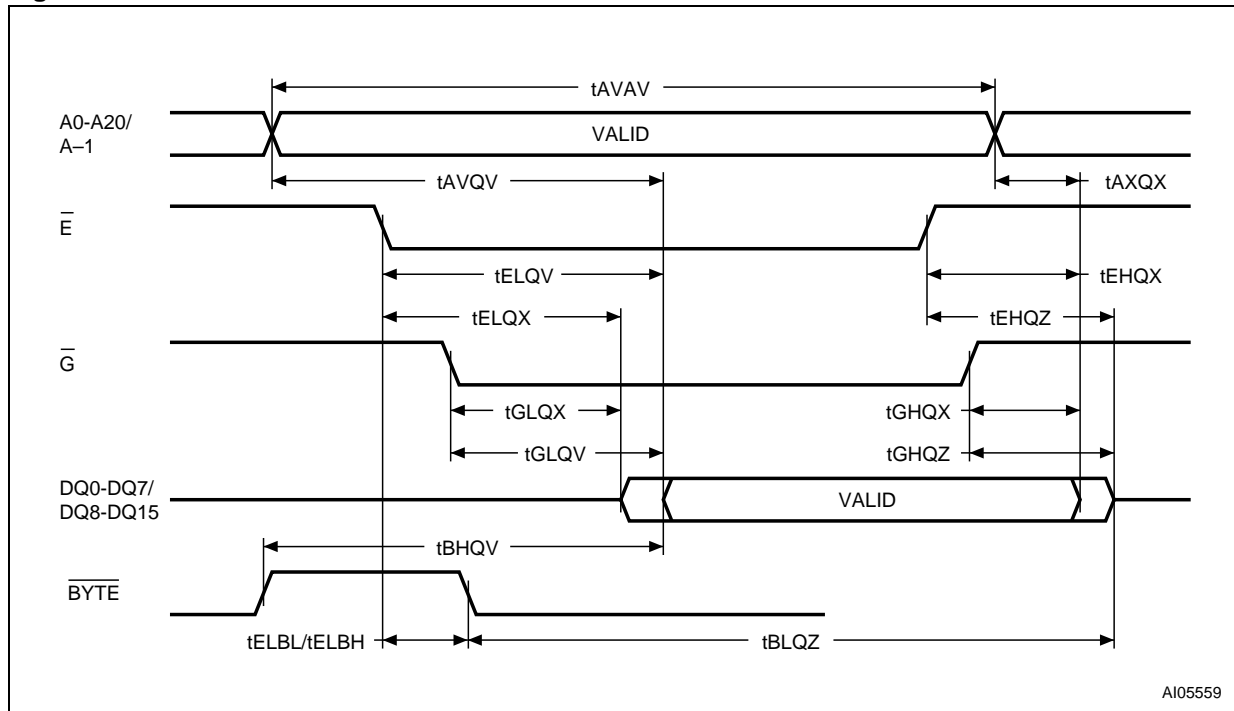 tAVAV
A0-A20/
A–1
VALID
tAVQV
tAXQX
E
tELQV
tEHQX
tELQX
tEHQZ
G
tGLQX
tGHQX
tGLQV
tGHQZ
DQ0-DQ7/
DQ8-DQ15
VALID
tBHQV
BYTE
tELBL/tELBH
tBLQZ
AI05559